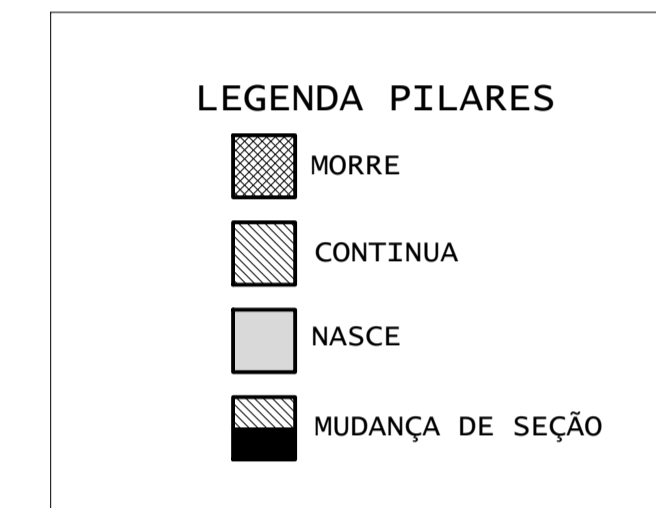 LEGENDA PILARES
MORRE
CONTINUA
NASCE
MUDANÇA DE SEÇÃO